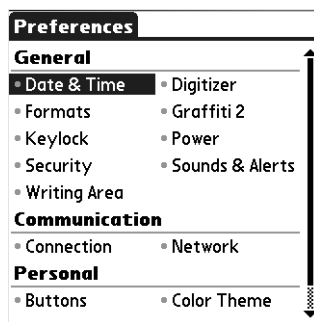 Preferences
General
Date & Time
Digitizer
Formats
Graffiti 2
Keylock
Power
Security
Sounds & Alerts
Writing Area
Communication
Connection
Network
Personal
Buttons
Color Theme